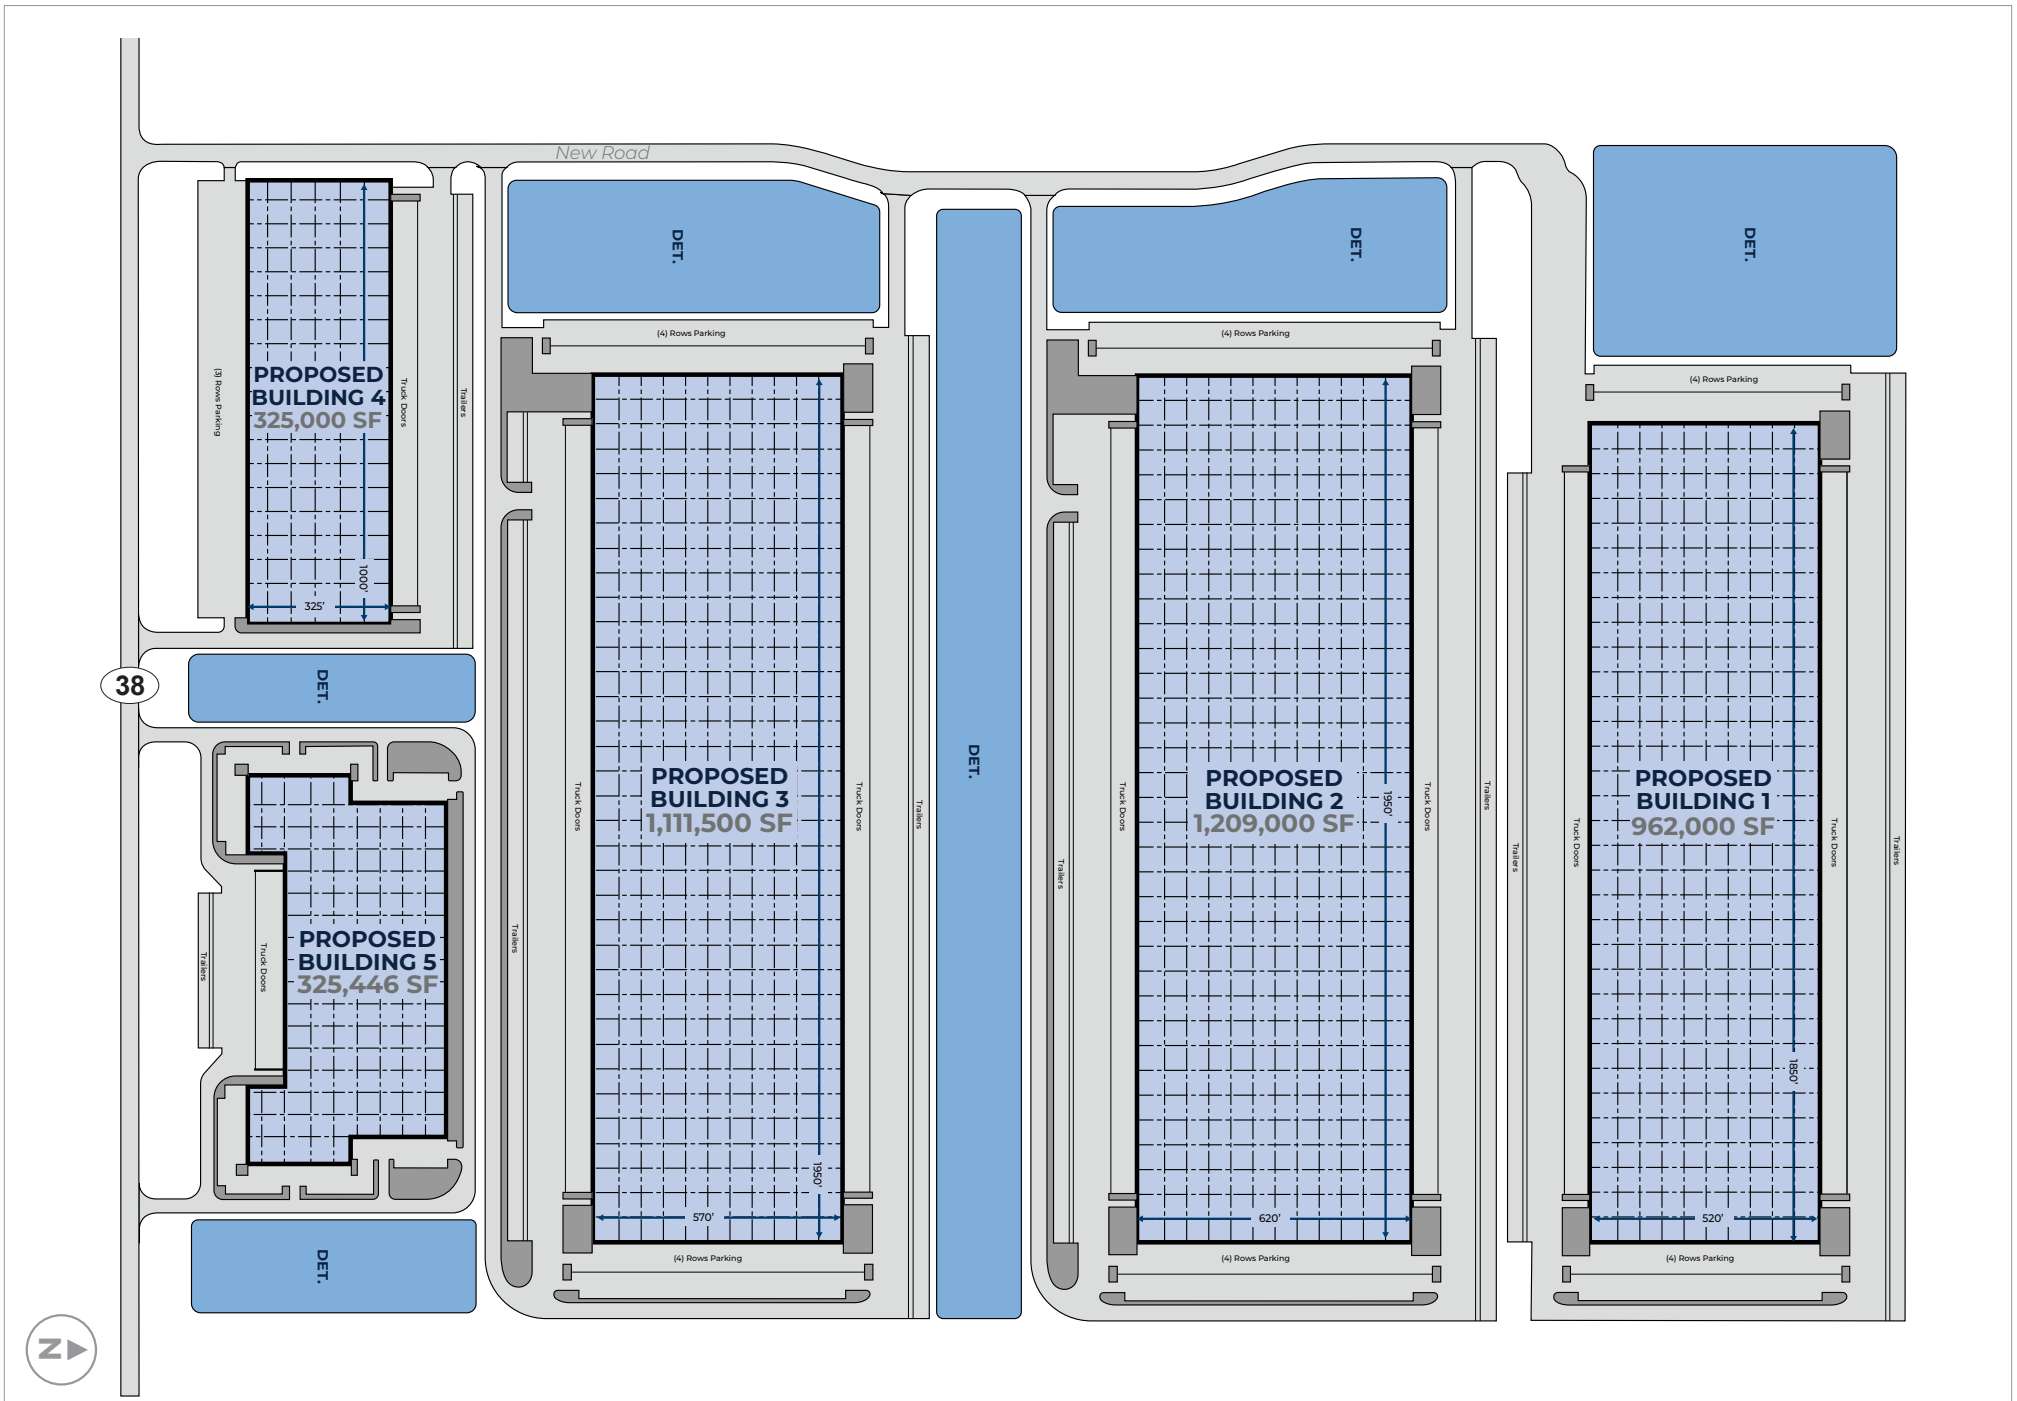 New Road
DET.
DET.
DET.
(4) Rows Parking
(4) Rows Parking
(4) Rows Parking
PROPOSED
BUILDING 4
325,000 SF
(3) Rows Parking
Truck Doors
Trailers
1000'
325'
38
DET.
DET.
PROPOSED
BUILDING 3
1,111,500 SF
Truck Doors
Truck Doors
Trailers
Trailers
1950'
570'
(4) Rows Parking
PROPOSED
BUILDING 2
1,209,000 SF
1950'
Truck Doors
Truck Doors
Trailers
Trailers
620'
(4) Rows Parking
PROPOSED
BUILDING 1
962,000 SF
Truck Doors
Truck Doors
Trailers
Trailers
1850'
520'
(4) Rows Parking
PROPOSED
BUILDING 5
325,446 SF
Truck Doors
Trailers
DET.
N